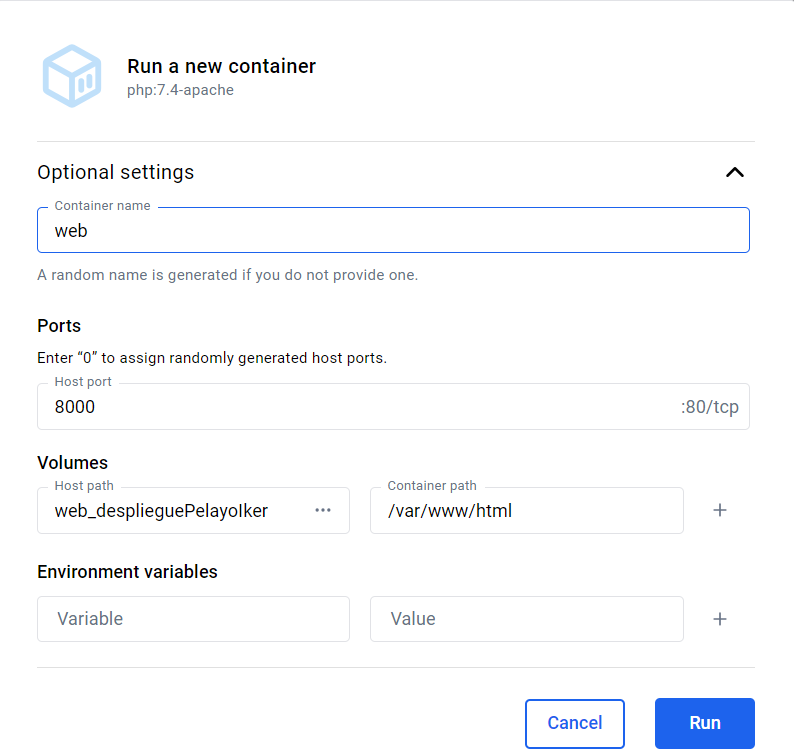 Run a new container
php:7.4-apache
Optional settings
Container name
web
A random name is generated if you do not provide one.
Ports
Enter “0” to assign randomly generated host ports.
Host port
8000 :80/tcp
Volumes
Host path Container path
web_desplieguePelayoIker ··· /var/www/html +
Environment variables
Variable Value +
Cancel Run